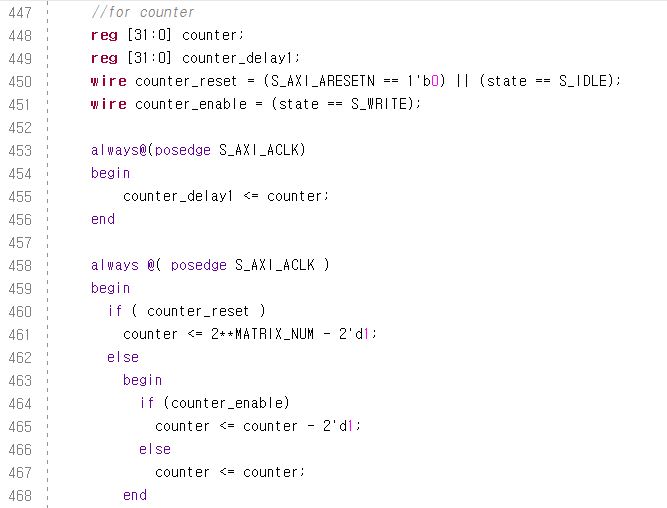 447 //for counter
448 reg [31:0] counter;
449 reg [31:0] counter_delay1;
450 wire counter_reset = (S_AXI_ARESETN == 1'b0) || (state == S_IDLE);
451 wire counter_enable = (state == S_WRITE);
452
453 always@(posedge S_AXI_ACLK)
454 begin
455 counter_delay1 <= counter;
456 end
457
458 always @( posedge S_AXI_ACLK )
459 begin
460 if ( counter_reset )
461 counter <= 2**MATRIX_NUM - 2'd1;
462 else
463 begin
464 if (counter_enable)
465 counter <= counter - 2'd1;
466 else
467 counter <= counter;
468 end